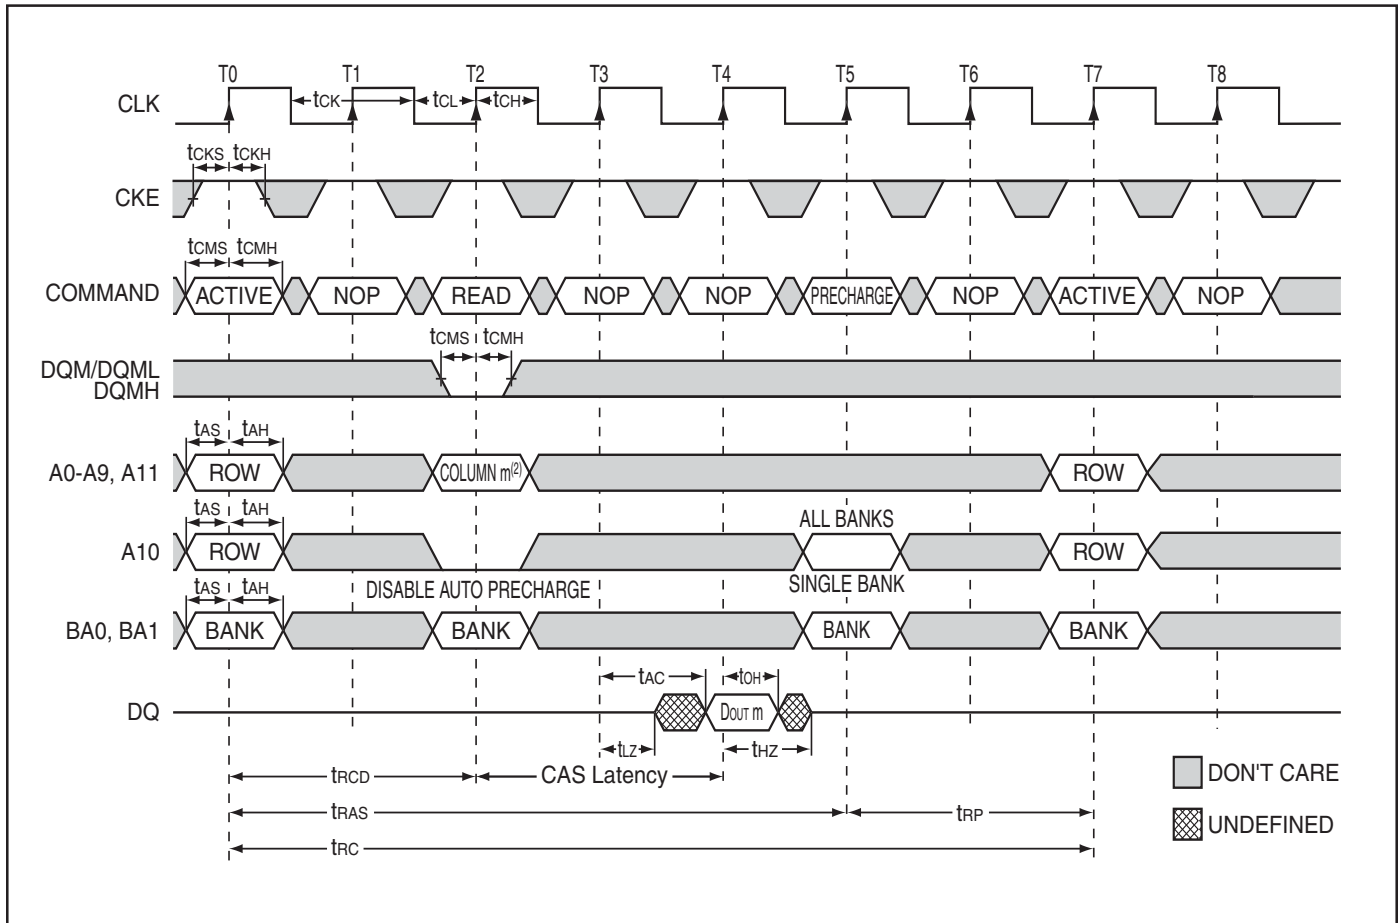 T0 T1 T2 T3 T4 T5 T6 T7 T8
CLK
tCK tCL tCH
tCKS tCKH
CKE
tCMS tCMH
COMMAND ACTIVE NOP READ NOP NOP PRECHARGE NOP ACTIVE NOP
tCMS tCMH
DQM/DQML
DQMH
tAS tAH
A0-A9, A11 ROW COLUMN m(2) ROW
tAS tAH ALL BANKS
A10 ROW ROW
DISABLE AUTO PRECHARGE SINGLE BANK
tAS tAH
BA0, BA1 BANK BANK BANK BANK
tAC tOH
DQ DOUT m
tLZ tHZ
tRCD CAS Latency
DON'T CARE
tRAS tRP
UNDEFINED
tRC